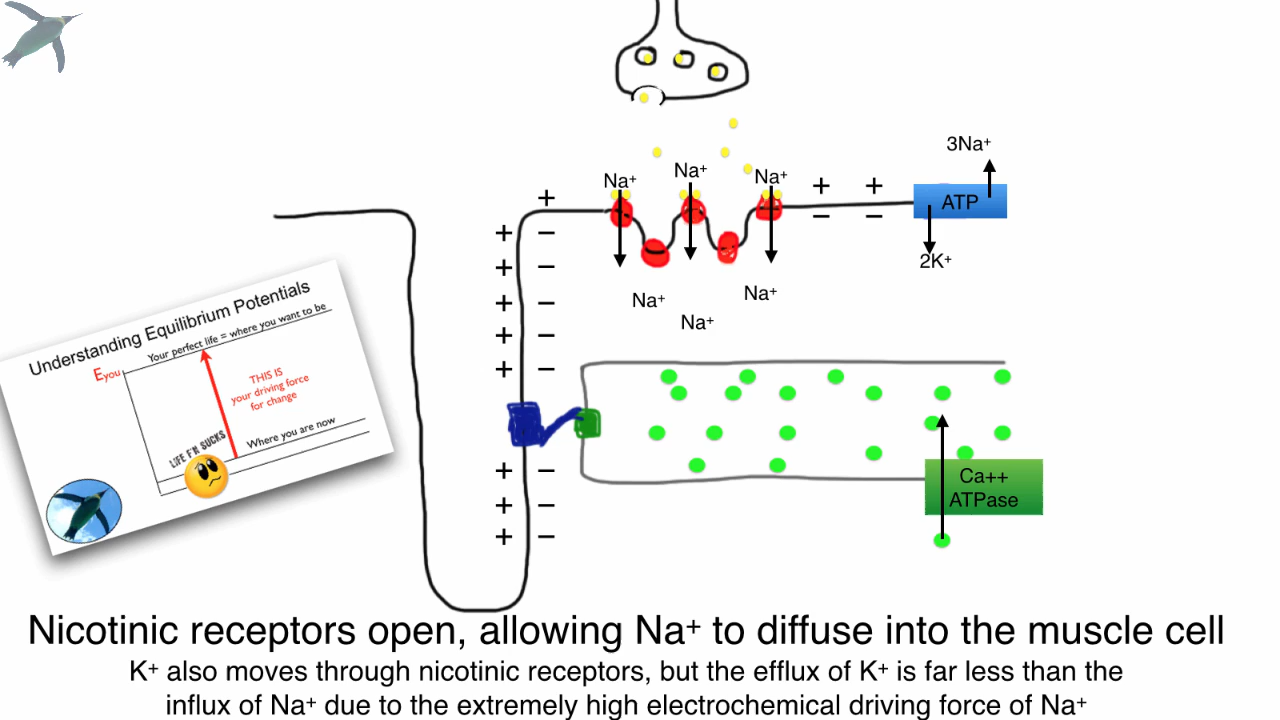 3Na⁺
Na⁺
Na⁺
Na⁺
+ + +
ATP
− −
+ −
2K⁺
+ −
Na⁺
Na⁺
+ −
Na⁺
+ −
+ −
Understanding Equilibrium Potentials
Your perfect life = where you want to be
Eyou
THIS IS
your driving force
for change
Where you are now
LIFE F'N SUCKS
+ −
+ −
+ −
Ca++
ATPase
Nicotinic receptors open, allowing Na⁺ to diffuse into the muscle cell
K⁺ also moves through nicotinic receptors, but the efflux of K⁺ is far less than the
influx of Na⁺ due to the extremely high electrochemical driving force of Na⁺